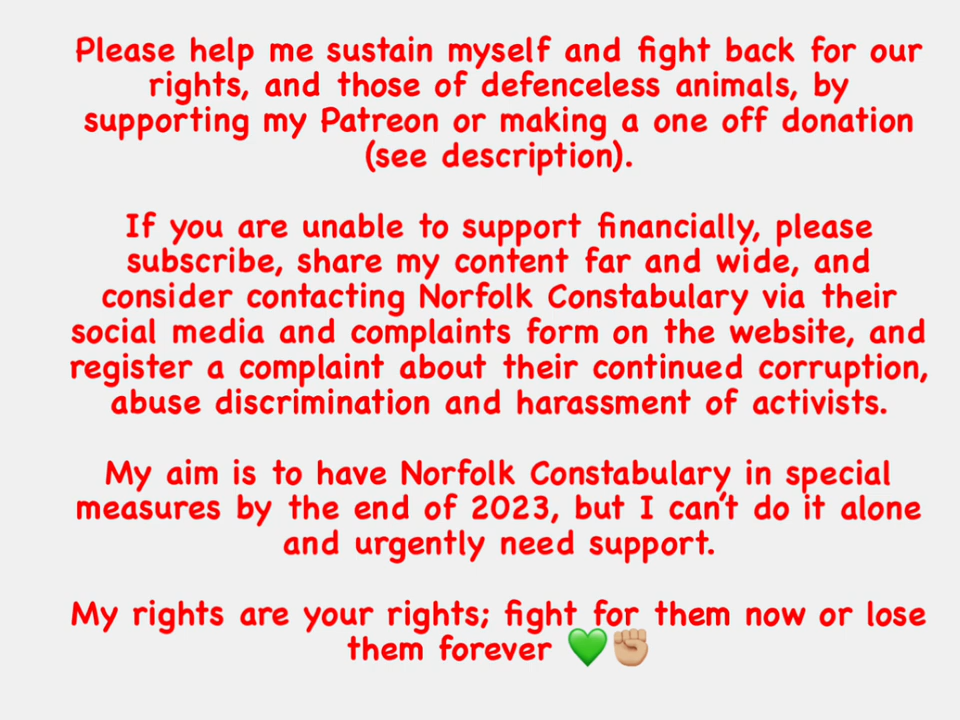 Please help me sustain myself and fight back for our
rights, and those of defenceless animals, by
supporting my Patreon or making a one off donation
(see description).
If you are unable to support financially, please
subscribe, share my content far and wide, and
consider contacting Norfolk Constabulary via their
social media and complaints form on the website, and
register a complaint about their continued corruption,
abuse discrimination and harassment of activists.
My aim is to have Norfolk Constabulary in special
measures by the end of 2023, but I can't do it alone
and urgently need support.
My rights are your rights; fight for them now or lose
them forever 💚✊🏼